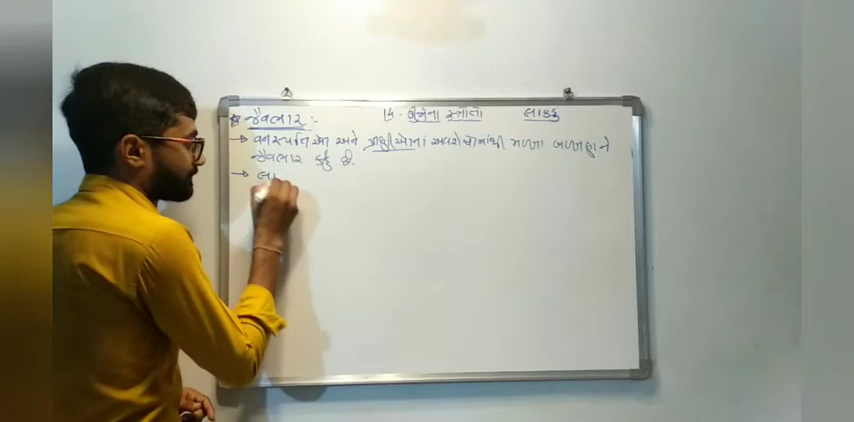 14. ઊર્જાના સ્ત્રોતો લાકડુ
* જૈવભાર :-
→ વનસ્પતિઓ અને પ્રાણીઓનાં અવશેષોમાંથી મળતા બળતણને
જૈવભાર કહે છે.
→ લા